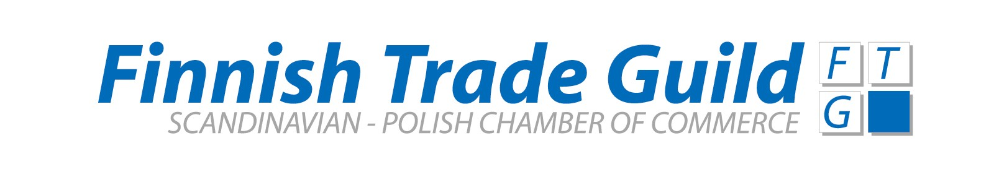 Finnish Trade Guild
SCANDINAVIAN - POLISH CHAMBER OF COMMERCE
F T
G